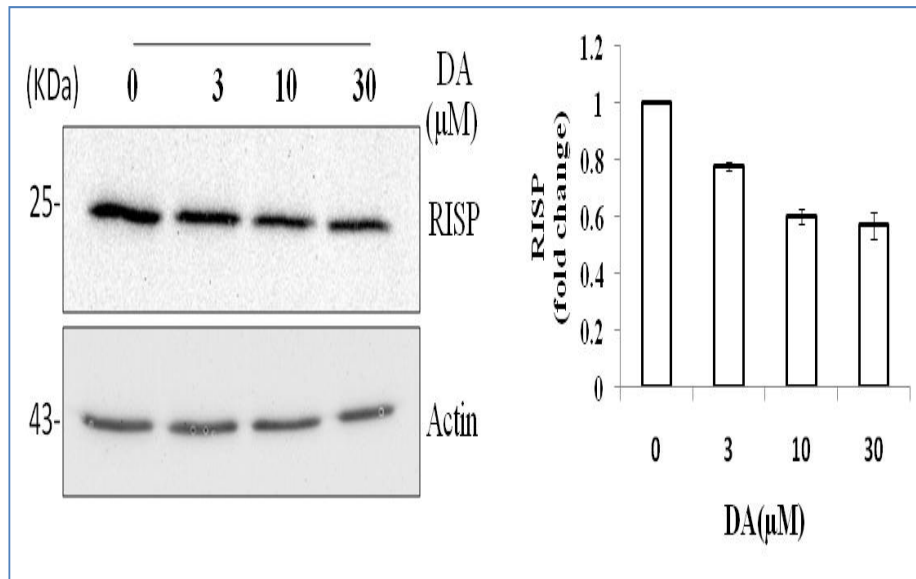 (KDa) 0 3 10 30 DA
(μM)
25- RISP
43- Actin
RISP
(fold change)
1.2
1
0.8
0.6
0.4
0.2
0
0 3 10 30
DA(μM)